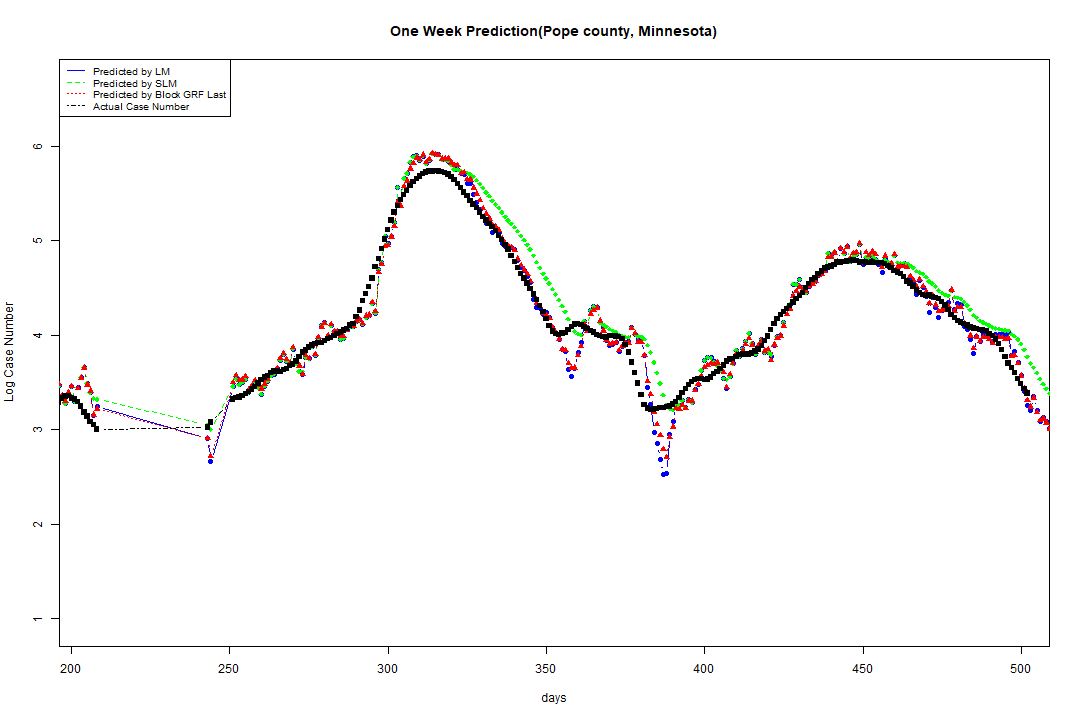 One Week Prediction(Pope county, Minnesota)
Predicted by LM
Predicted by SLM
Predicted by Block GRF Last
Actual Case Number
Log Case Number
6
5
4
3
2
1
200 250 300 350 400 450 500
days